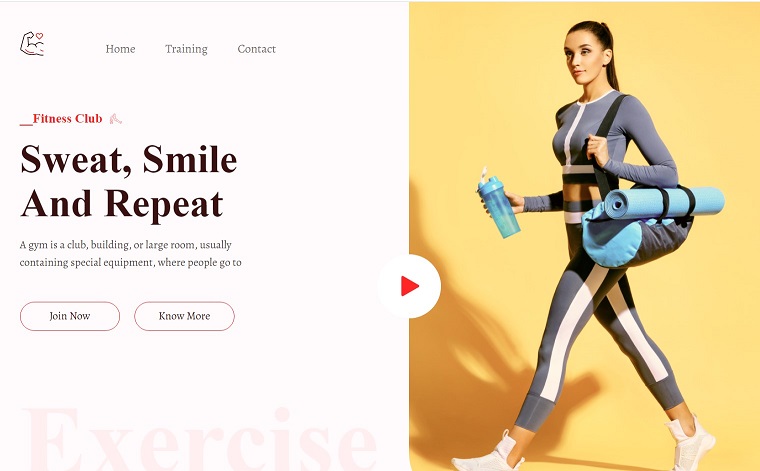 Home Training Contact
__Fitness Club
Sweat, Smile
And Repeat
A gym is a club, building, or large room, usually
containing special equipment, where people go to
Join Now Know More
Exercise